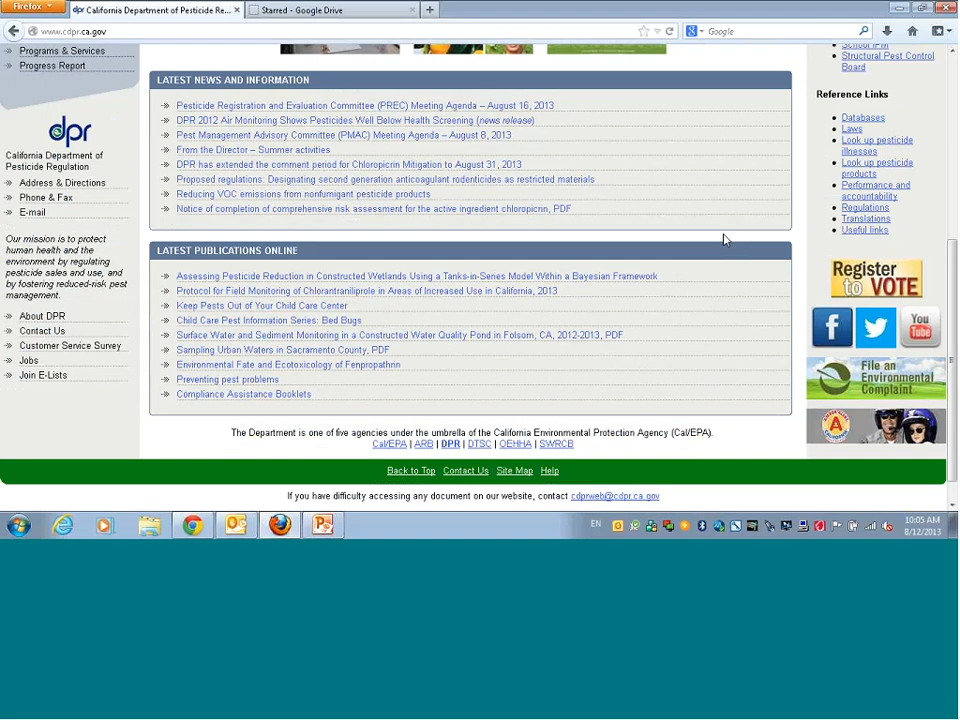 Firefox
dpr California Department of Pesticide Re...
Starred - Google Drive
www.cdpr.ca.gov
Google
Programs & Services
Progress Report
dpr
California Department of
Pesticide Regulation
Address & Directions
Phone & Fax
E-mail
Our mission is to protect
human health and the
environment by regulating
pesticide sales and use, and
by fostering reduced-risk pest
management.
About DPR
Contact Us
Customer Service Survey
Jobs
Join E-Lists
LATEST NEWS AND INFORMATION
Pesticide Registration and Evaluation Committee (PREC) Meeting Agenda – August 16, 2013
DPR 2012 Air Monitoring Shows Pesticides Well Below Health Screening (news release)
Pest Management Advisory Committee (PMAC) Meeting Agenda – August 8, 2013
From the Director – Summer activities
DPR has extended the comment period for Chloropicrin Mitigation to August 31, 2013
Proposed regulations: Designating second generation anticoagulant rodenticides as restricted materials
Reducing VOC emissions from nonfumigant pesticide products
Notice of completion of comprehensive risk assessment for the active ingredient chloropicrin, PDF
LATEST PUBLICATIONS ONLINE
Assessing Pesticide Reduction in Constructed Wetlands Using a Tanks-in-Series Model Within a Bayesian Framework
Protocol for Field Monitoring of Chlorantraniliprole in Areas of Increased Use in California, 2013
Keep Pests Out of Your Child Care Center
Child Care Pest Information Series: Bed Bugs
Surface Water and Sediment Monitoring in a Constructed Water Quality Pond in Folsom, CA, 2012-2013, PDF
Sampling Urban Waters in Sacramento County, PDF
Environmental Fate and Ecotoxicology of Fenpropathrin
Preventing pest problems
Compliance Assistance Booklets
School IPM
Structural Pest Control
Board
Reference Links
Databases
Laws
Look up pesticide
illnesses
Look up pesticide
products
Performance and
accountability
Regulations
Translations
Useful links
Register
to VOTE
You
Tube
File an
Environmental
Complaint
The Department is one of five agencies under the umbrella of the California Environmental Protection Agency (Cal/EPA).
Cal/EPA | ARB | DPR | DTSC | OEHHA | SWRCB
Back to Top Contact Us Site Map Help
If you have difficulty accessing any document on our website, contact cdprweb@cdpr.ca.gov
EN
10:05 AM
8/12/2013